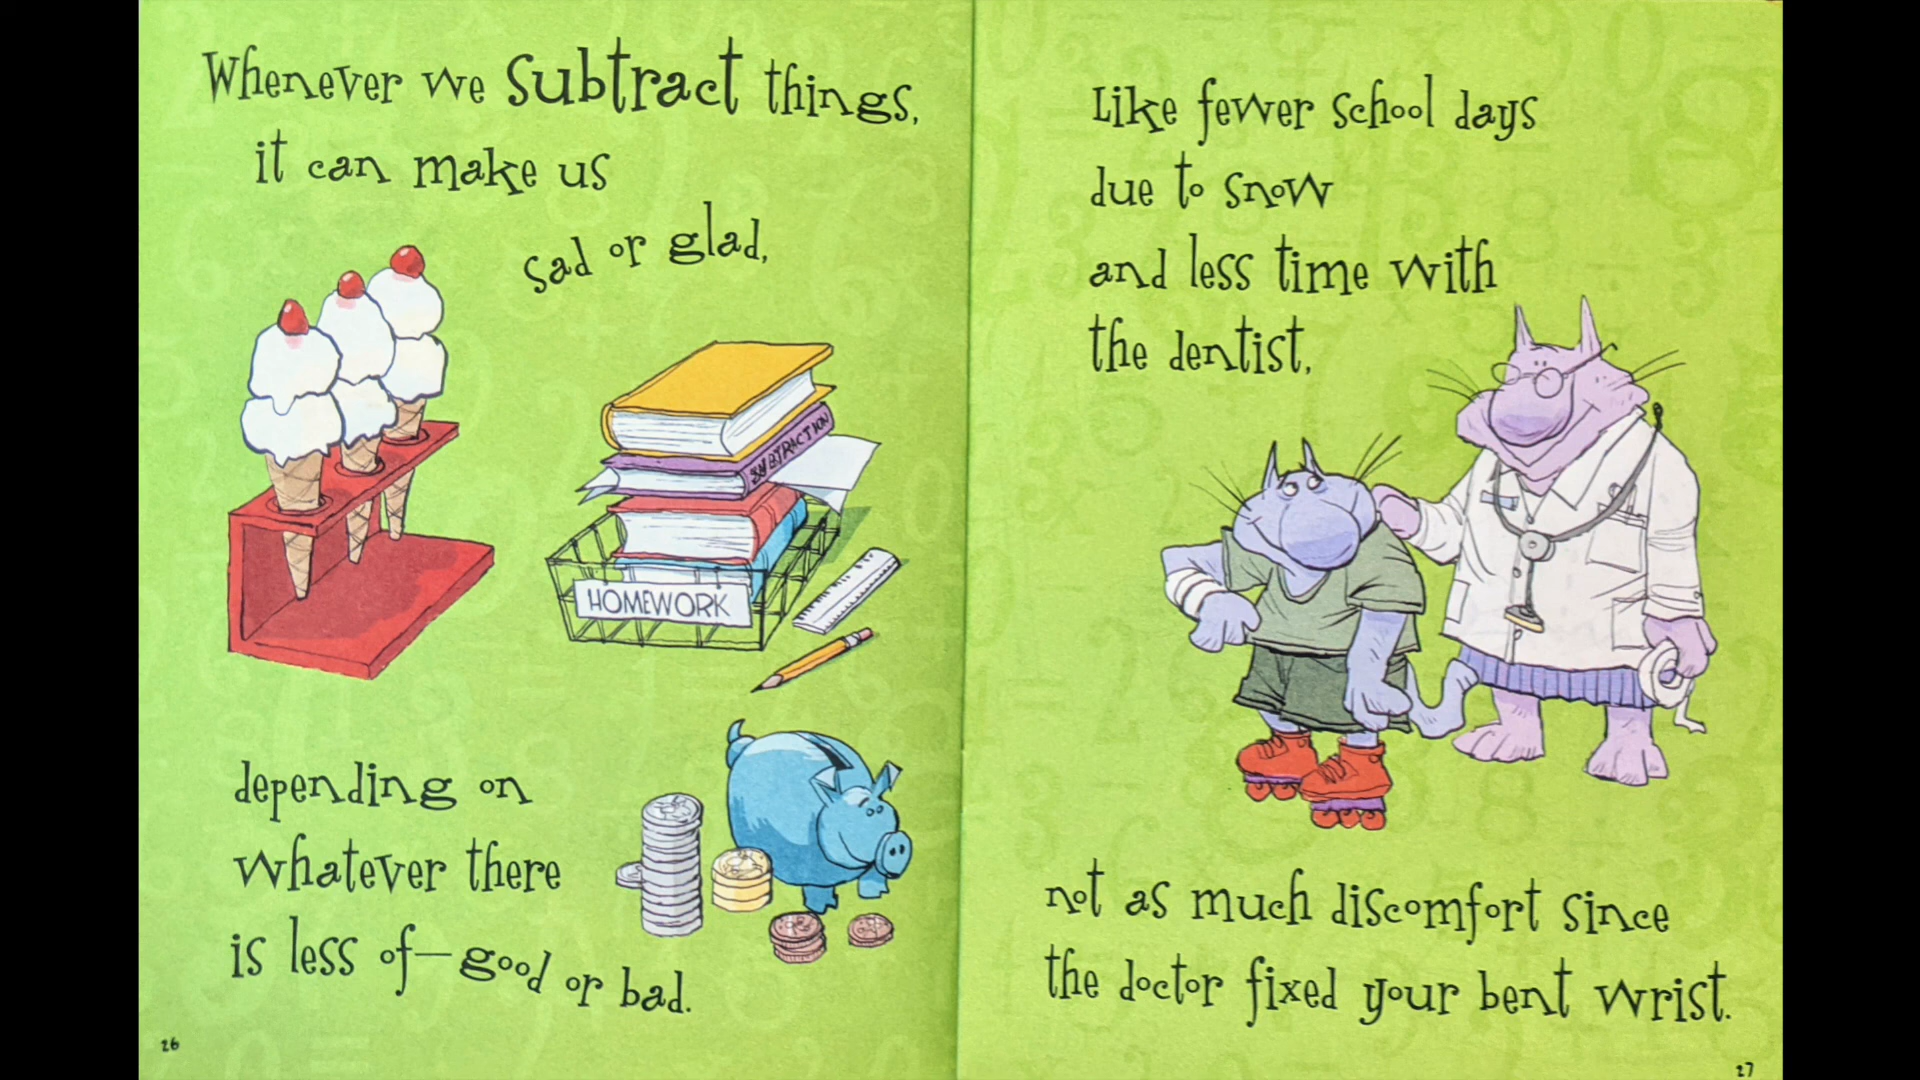 Whenever we subtract things,
it can make us
sad or glad,
SUBTRACTION
HOMEWORK
depending on
whatever there
is less of—good or bad.
26
Like fewer school days
due to snow
and less time with
the dentist,
not as much discomfort since
the doctor fixed your bent wrist.
27